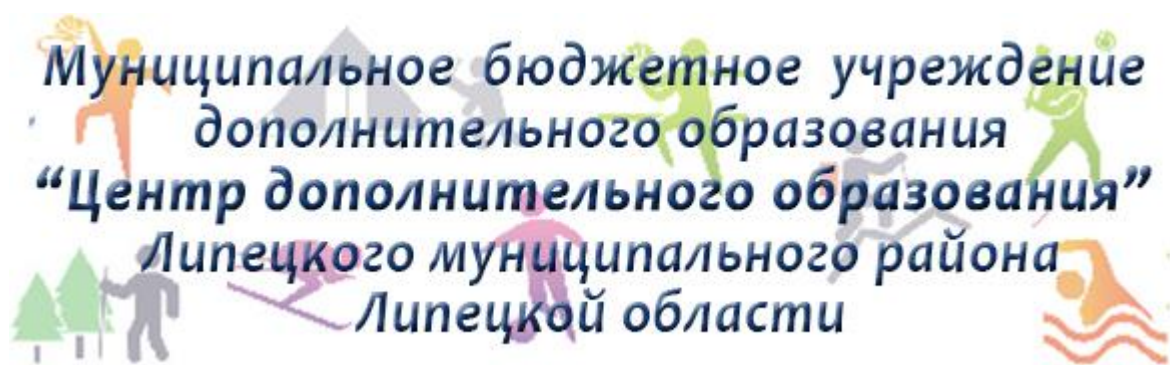 Муниципальное бюджетное учреждение
дополнительного образования
“Центр дополнительного образования”
Липецкого муниципального района
Липецкой области